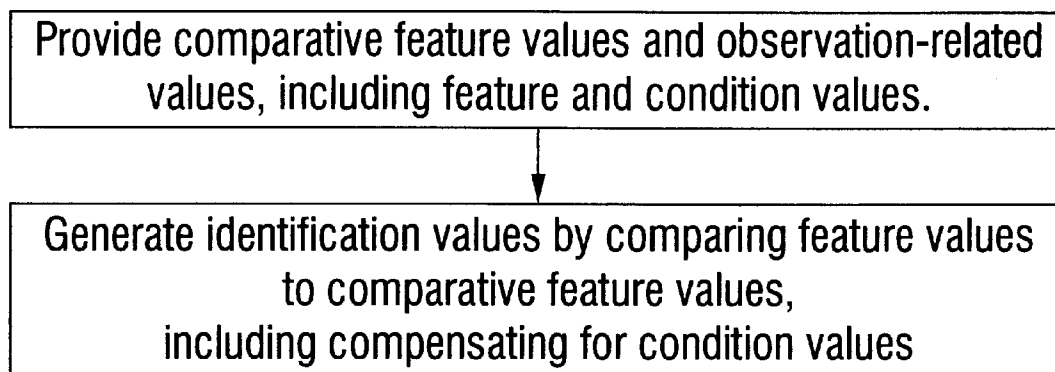 Provide comparative feature values and observation-related
values, including feature and condition values.
Generate identification values by comparing feature values
to comparative feature values,
including compensating for condition values